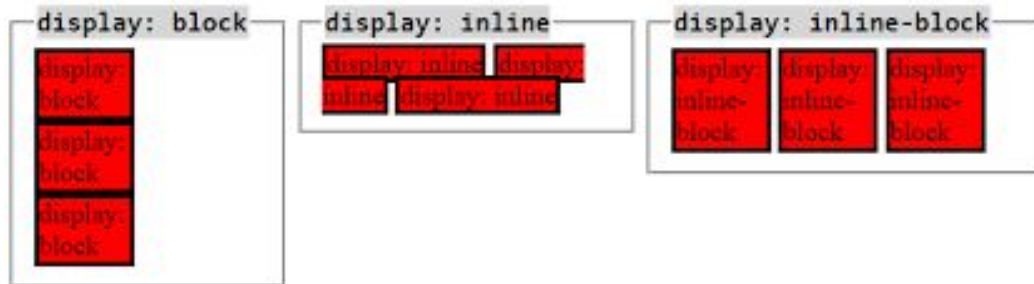 display: block
display:
block
display:
block
display:
block
display: inline
display: inline display:
inline display: inline
display: inline-block
display: display: display:
inline- inline- inline-
block block block